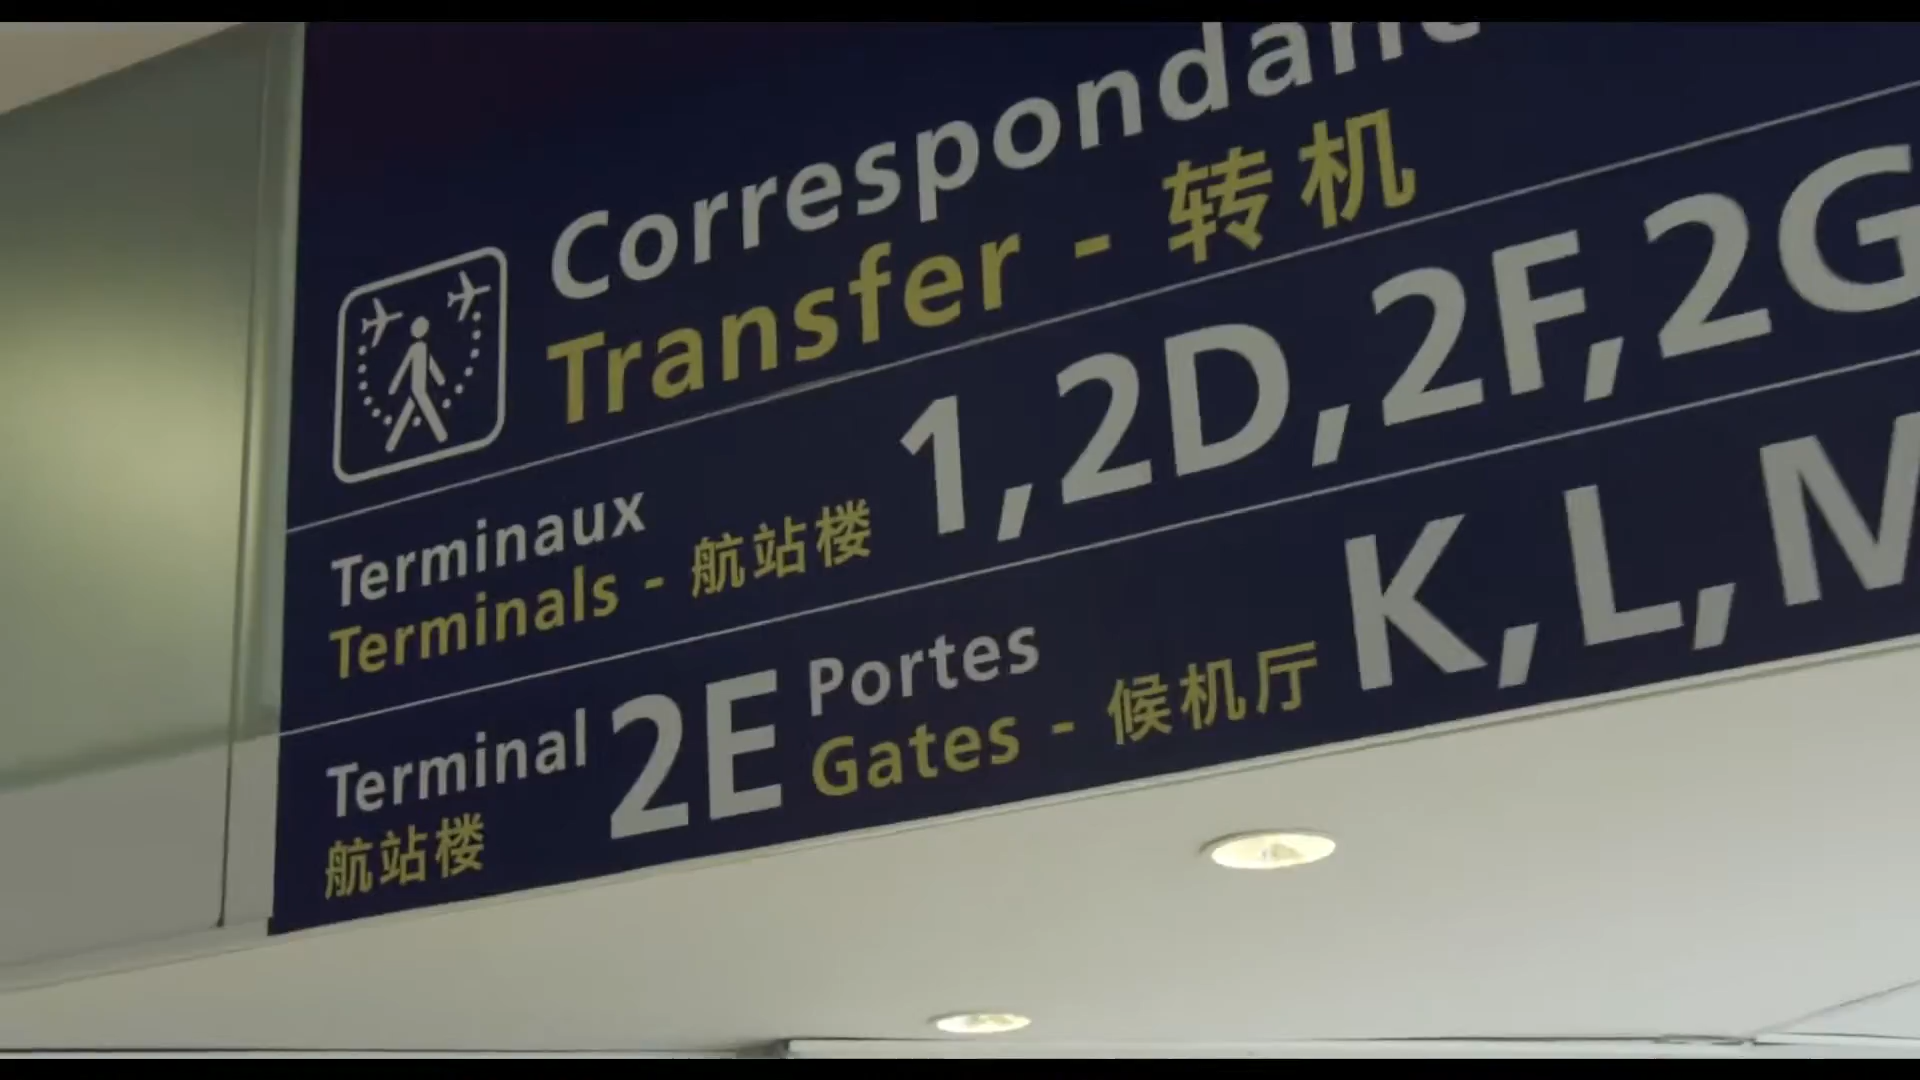 Correspondanc
Transfer - 转机
Terminaux
Terminals - 航站楼
1, 2D, 2F, 2G
Terminal
航站楼
2E
Portes
Gates - 候机厅
K, L, M